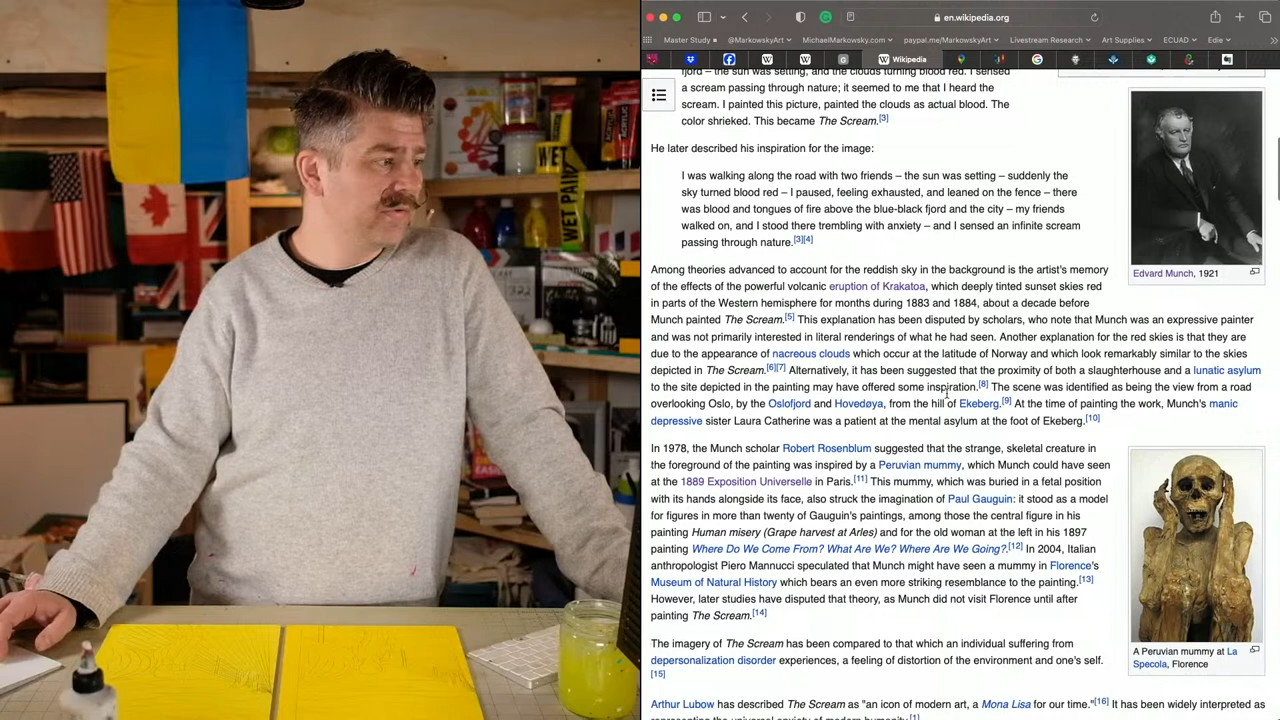 WET PAINT
WET
ACRYLIC
en.wikipedia.org
Master Study
@MarkowskyArt
MichaelMarkowsky.com
paypal.me/MarkowskyArt
Livestream Research
Art Supplies
ECUAD
Edie
Wikipedia
fjord – the sun was setting, and the clouds turning blood red. I sensed
a scream passing through nature; it seemed to me that I heard the
scream. I painted this picture, painted the clouds as actual blood. The
color shrieked. This became The Scream.[3]
He later described his inspiration for the image:
I was walking along the road with two friends – the sun was setting – suddenly the
sky turned blood red – I paused, feeling exhausted, and leaned on the fence – there
was blood and tongues of fire above the blue-black fjord and the city – my friends
walked on, and I stood there trembling with anxiety – and I sensed an infinite scream
passing through nature.[3][4]
Edvard Munch, 1921
Among theories advanced to account for the reddish sky in the background is the artist's memory
of the effects of the powerful volcanic eruption of Krakatoa, which deeply tinted sunset skies red
in parts of the Western hemisphere for months during 1883 and 1884, about a decade before
Munch painted The Scream.[5] This explanation has been disputed by scholars, who note that Munch was an expressive painter
and was not primarily interested in literal renderings of what he had seen. Another explanation for the red skies is that they are
due to the appearance of nacreous clouds which occur at the latitude of Norway and which look remarkably similar to the skies
depicted in The Scream.[6][7] Alternatively, it has been suggested that the proximity of both a slaughterhouse and a lunatic asylum
to the site depicted in the painting may have offered some inspiration.[8] The scene was identified as being the view from a road
overlooking Oslo, by the Oslofjord and Hovedøya, from the hill of Ekeberg.[9] At the time of painting the work, Munch's manic
depressive sister Laura Catherine was a patient at the mental asylum at the foot of Ekeberg.[10]
In 1978, the Munch scholar Robert Rosenblum suggested that the strange, skeletal creature in
the foreground of the painting was inspired by a Peruvian mummy, which Munch could have seen
at the 1889 Exposition Universelle in Paris.[11] This mummy, which was buried in a fetal position
with its hands alongside its face, also struck the imagination of Paul Gauguin: it stood as a model
for figures in more than twenty of Gauguin's paintings, among those the central figure in his
painting Human misery (Grape harvest at Arles) and for the old woman at the left in his 1897
painting Where Do We Come From? What Are We? Where Are We Going?.[12] In 2004, Italian
anthropologist Piero Mannucci speculated that Munch might have seen a mummy in Florence's
Museum of Natural History which bears an even more striking resemblance to the painting.[13]
However, later studies have disputed that theory, as Munch did not visit Florence until after
painting The Scream.[14]
A Peruvian mummy at La
Specola, Florence
The imagery of The Scream has been compared to that which an individual suffering from
depersonalization disorder experiences, a feeling of distortion of the environment and one's self.
[15]
Arthur Lubow has described The Scream as "an icon of modern art, a Mona Lisa for our time."[16] It has been widely interpreted as
representing the universal anxiety of modern humanity.[1]